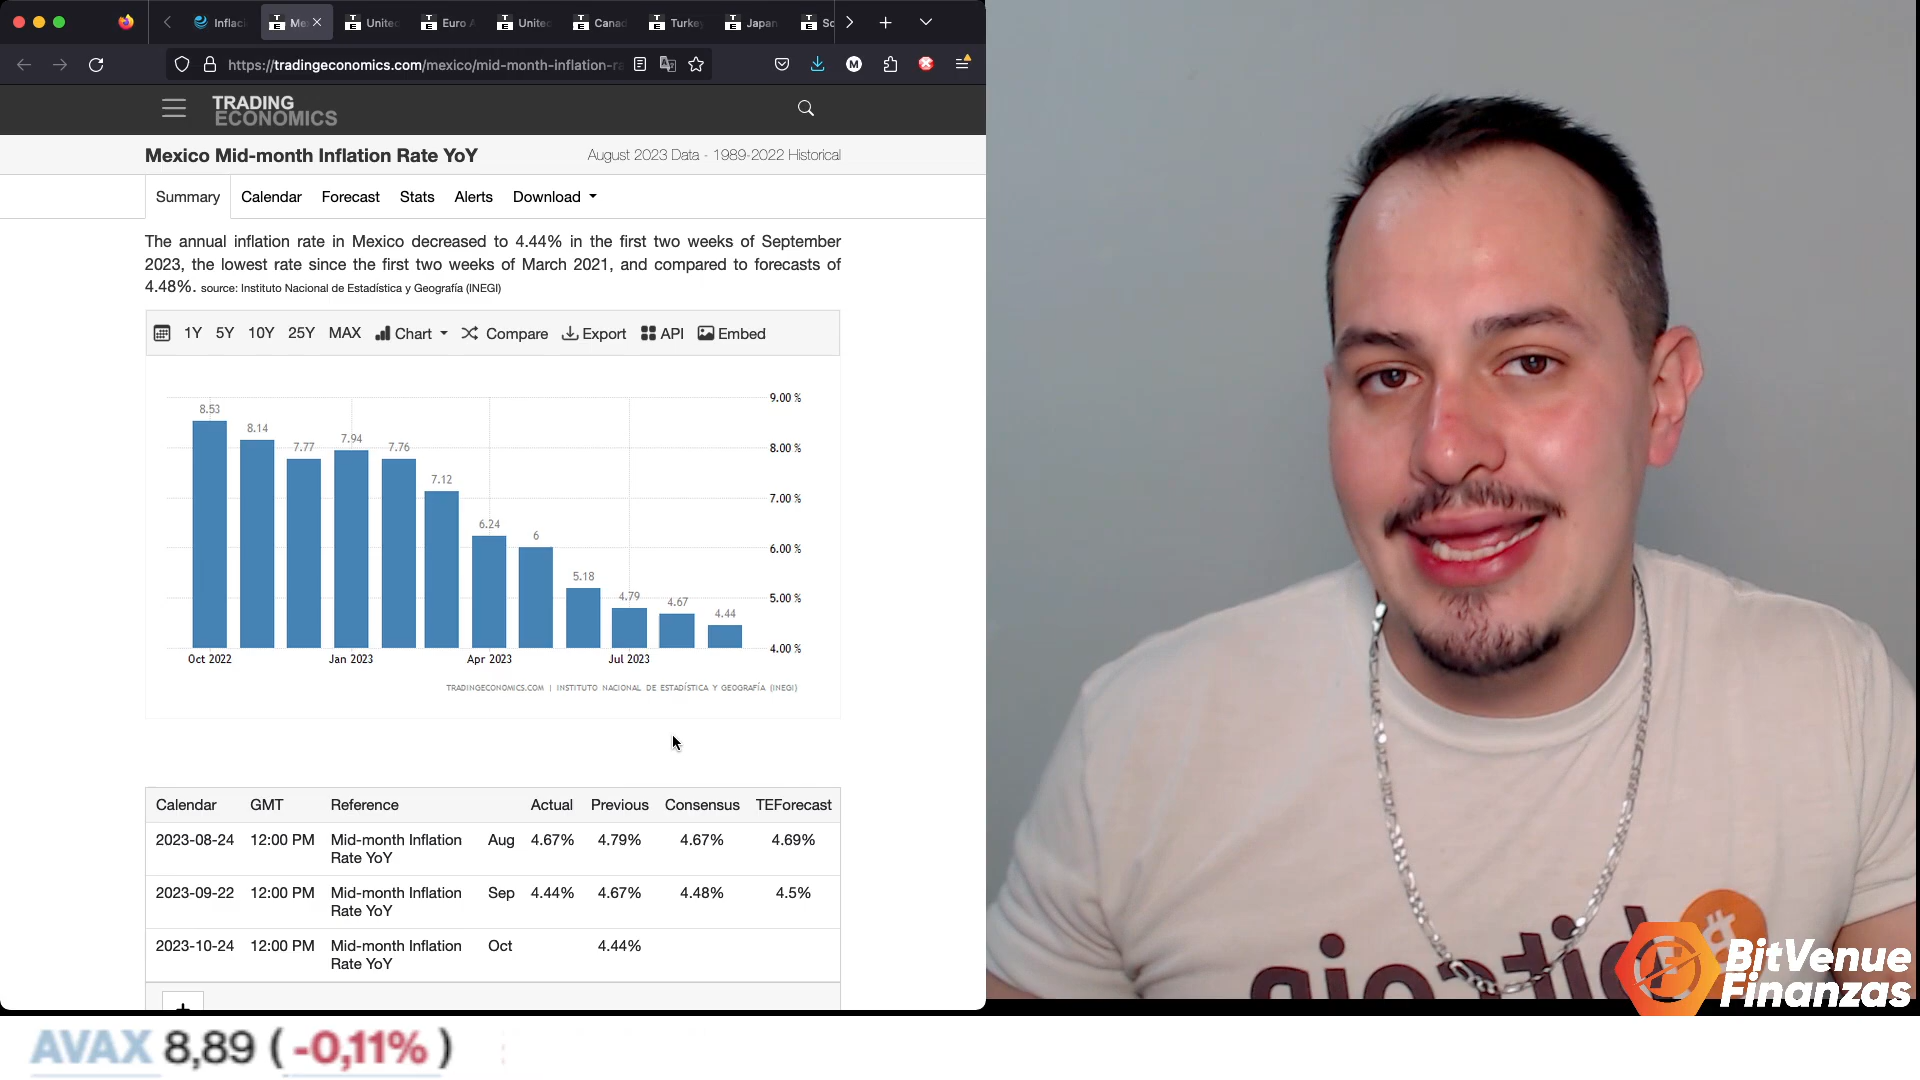 Inflaci
Me
United
Euro A
United
Canad
Turkey
Japan
So
https://tradingeconomics.com/mexico/mid-month-inflation-ra
TRADING
ECONOMICS
Mexico Mid-month Inflation Rate YoY
August 2023 Data - 1989-2022 Historical
Summary Calendar Forecast Stats Alerts Download
The annual inflation rate in Mexico decreased to 4.44% in the first two weeks of September
2023, the lowest rate since the first two weeks of March 2021, and compared to forecasts of
4.48%. source: Instituto Nacional de Estadística y Geografía (INEGI)
1Y 5Y 10Y 25Y MAX Chart Compare Export API Embed
9.00 %
8.53
8.14
7.77
7.94
7.76
8.00 %
7.12
7.00 %
6.24
6
6.00 %
5.18
4.79
4.67
4.44
5.00 %
4.00 %
Oct 2022 Jan 2023 Apr 2023 Jul 2023
TRADINGECONOMICS.COM | INSTITUTO NACIONAL DE ESTADÍSTICA Y GEOGRAFÍA (INEGI)
Calendar GMT Reference Actual Previous Consensus TEForecast
2023-08-24 12:00 PM Mid-month Inflation Aug 4.67% 4.79% 4.67% 4.69%
Rate YoY
2023-09-22 12:00 PM Mid-month Inflation Sep 4.44% 4.67% 4.48% 4.5%
Rate YoY
2023-10-24 12:00 PM Mid-month Inflation Oct 4.44%
Rate YoY
+
BitVenue
Finanzas
AVAX 8,89 ( -0,11% )